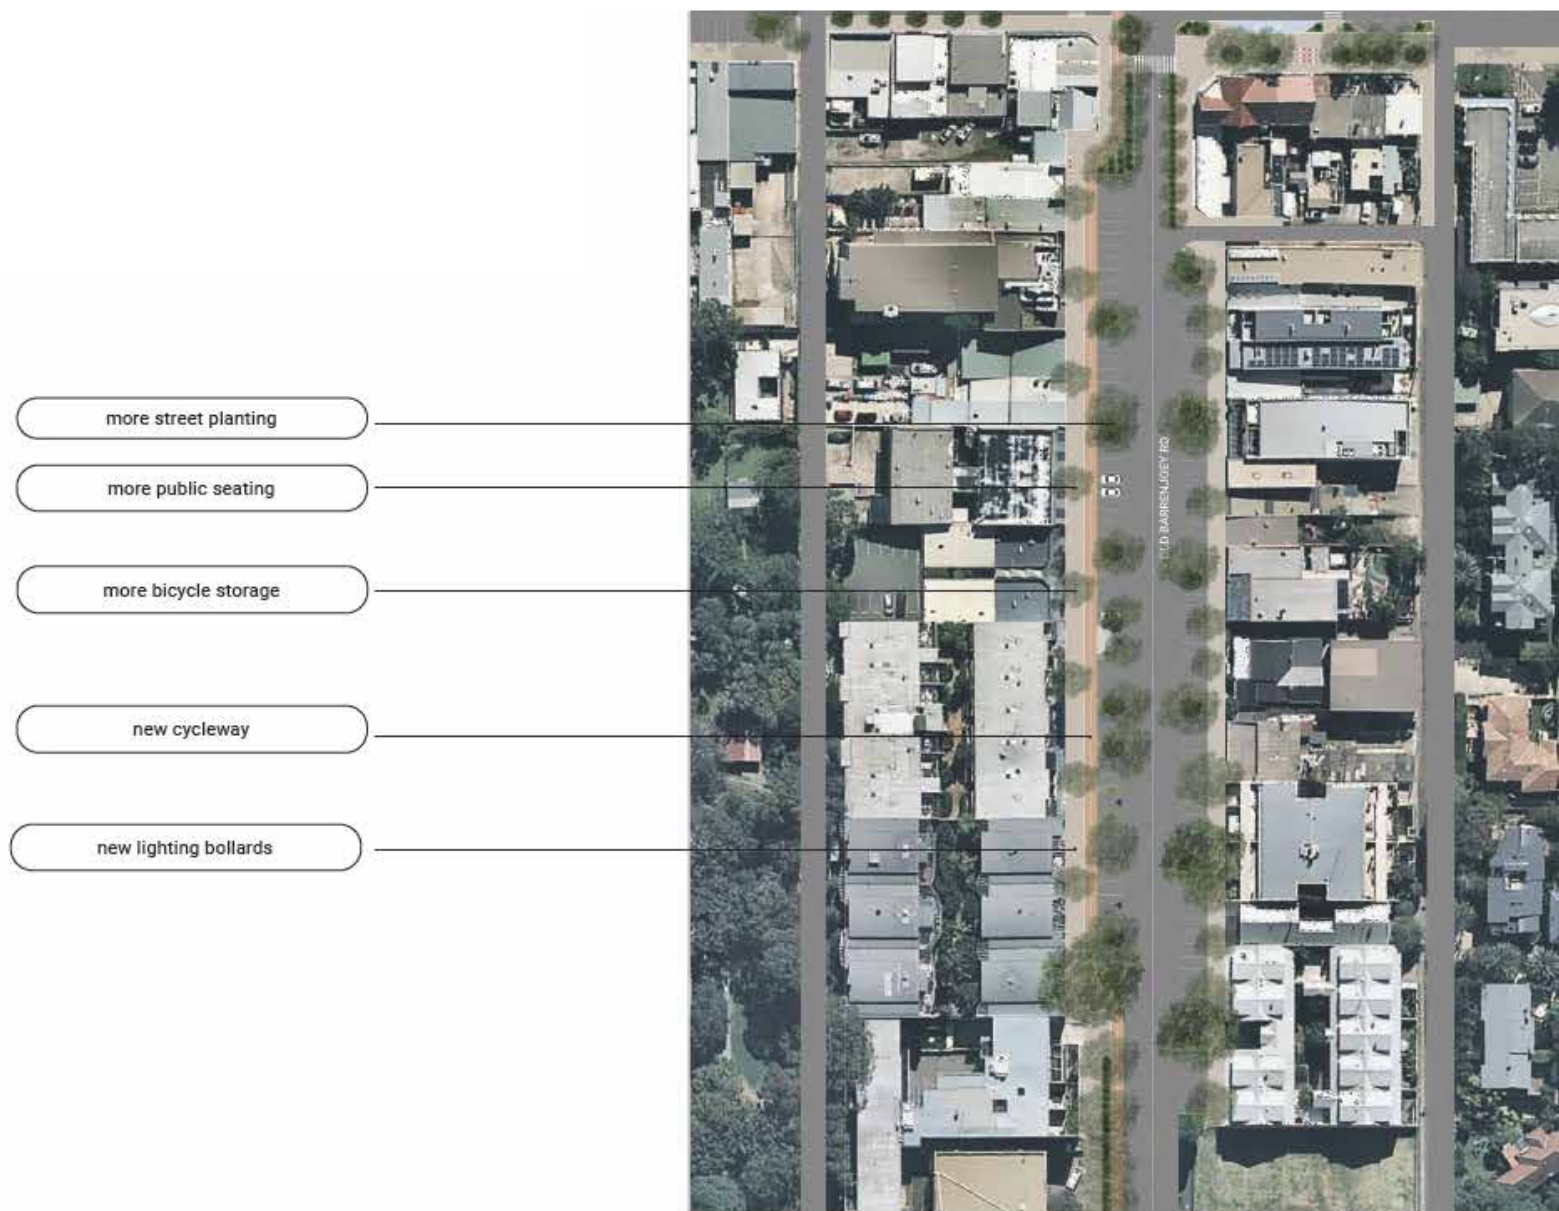 more street planting
more public seating
more bicycle storage
new cycleway
new lighting bollards
OLD BARRENJOEY RD